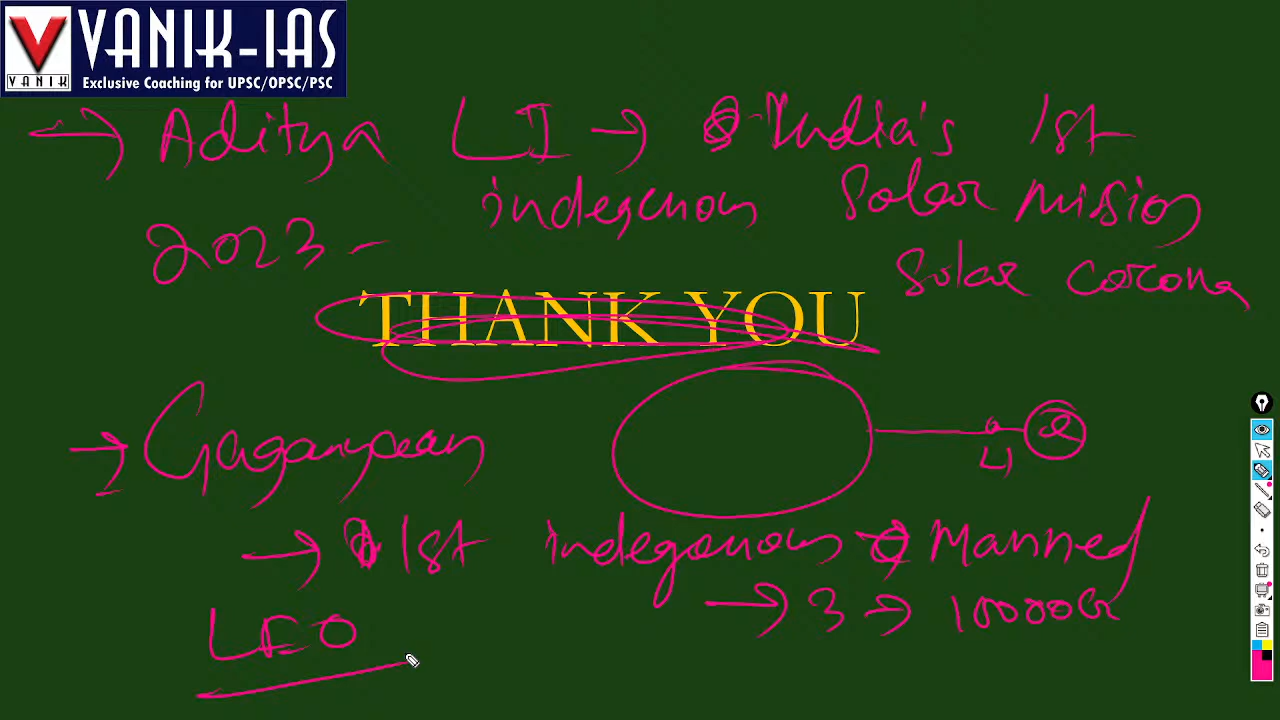 VANIK-IAS
VANIK
Exclusive Coaching for UPSC/OPSC/PSC
→ Aditya L1 → India's 1st
indegenous Solar mission
2023 - Solar corona
THANK YOU
→ Gaganyaan
L1
→ 1st indegenous Manned
→ 3 → 10000Cr
LEO